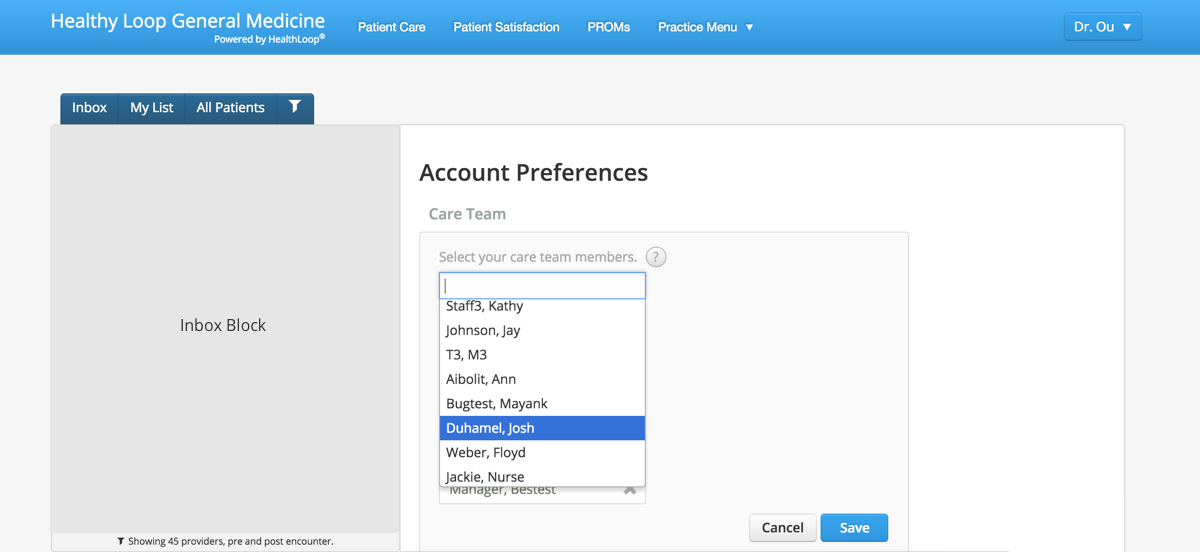 Healthy Loop General Medicine
Powered by HealthLoop®
Patient Care
Patient Satisfaction
PROMs
Practice Menu ▼
Dr. Ou ▼
Inbox
My List
All Patients
Inbox Block
Showing 45 providers, pre and post encounter.
Account Preferences
Care Team
Select your care team members. ?
Staff3, Kathy
Johnson, Jay
T3, M3
Aibolit, Ann
Bugtest, Mayank
Duhamel, Josh
Weber, Floyd
Jackie, Nurse
Manager, Bestest
Cancel
Save